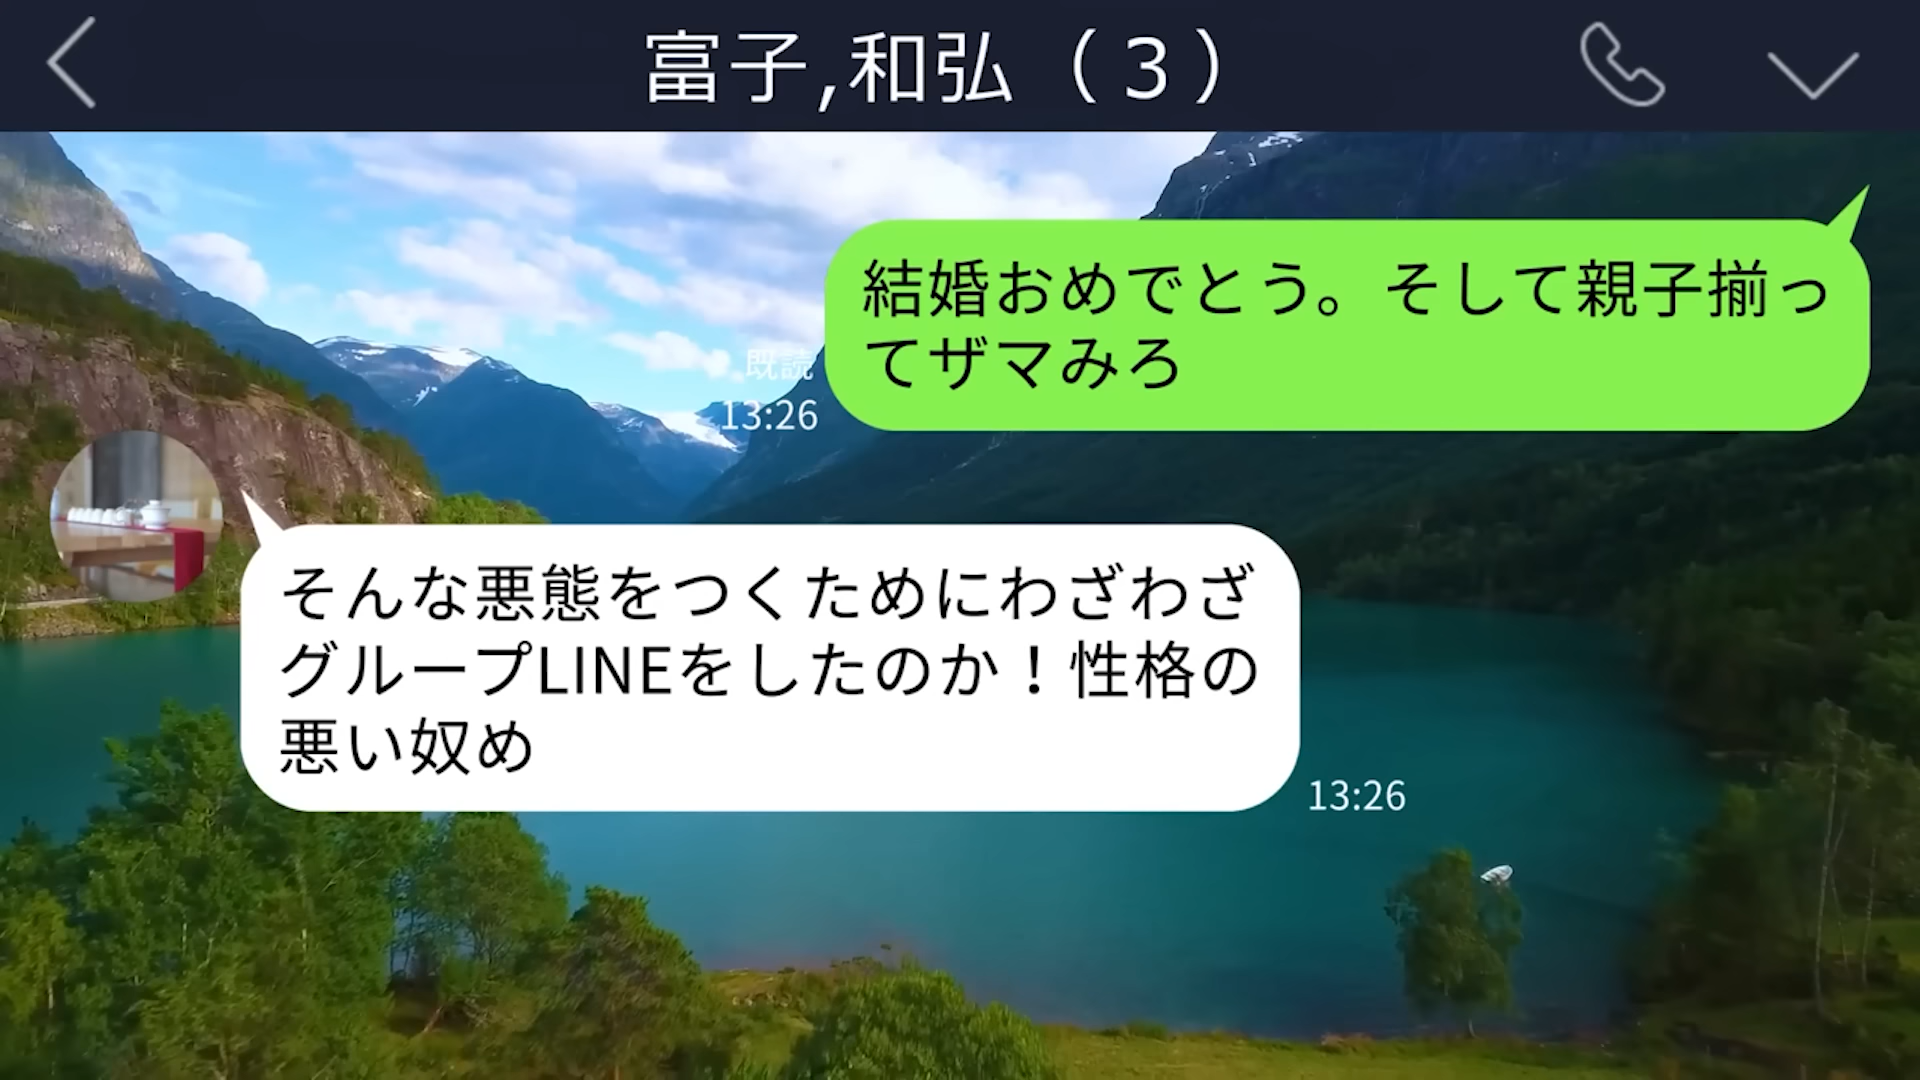 富子,和弘（３）
結婚おめでとう。そして親子揃っ
てザマみろ
既読
13:26
そんな悪態をつくためにわざわざ
グループLINEをしたのか！性格の
悪い奴め
13:26